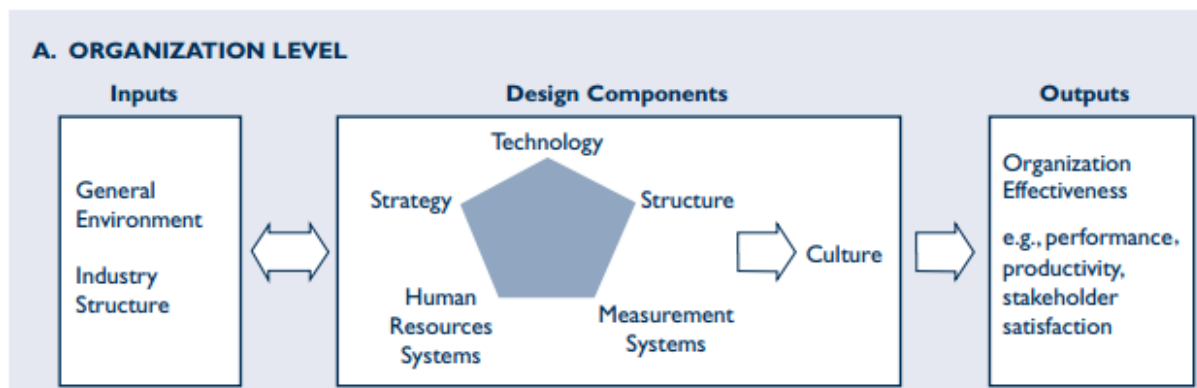 A. ORGANIZATION LEVEL
Inputs
General
Environment
Industry
Structure
Design Components
Technology
Strategy
Structure
Human
Resources
Systems
Measurement
Systems
Culture
Outputs
Organization
Effectiveness
e.g., performance,
productivity,
stakeholder
satisfaction